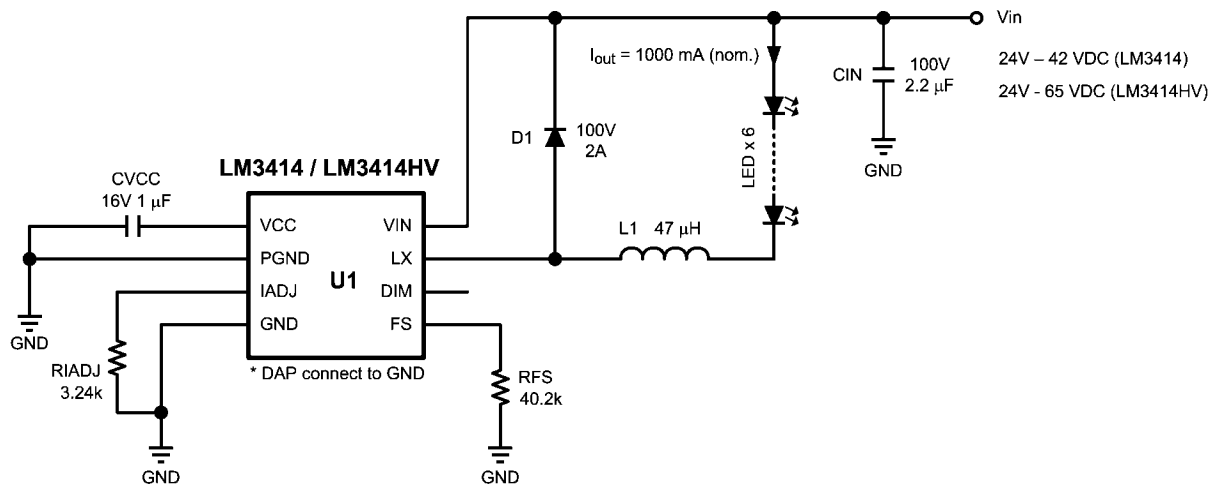 Vin
I_out = 1000 mA (nom.)
24V – 42 VDC (LM3414)
24V - 65 VDC (LM3414HV)
CIN
100V
2.2 μF
GND
D1
100V
2A
LED x 6
LM3414 / LM3414HV
CVCC
16V 1 μF
L1 47 μH
VCC
VIN
PGND
LX
U1
IADJ
DIM
GND
FS
GND
RIADJ
3.24k
* DAP connect to GND
RFS
40.2k
GND
GND